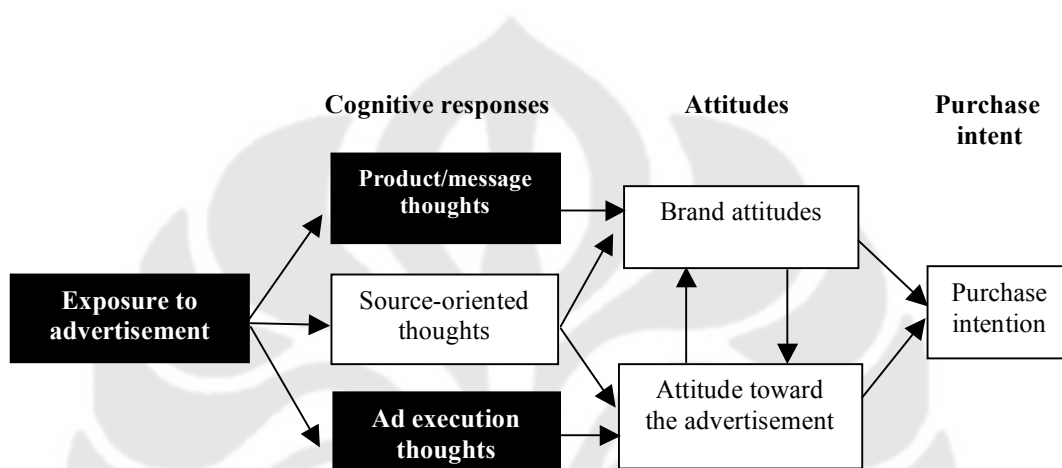 Cognitive responses
Attitudes
Purchase
intent
Product/message
thoughts
Brand attitudes
Exposure to
advertisement
Source-oriented
thoughts
Purchase
intention
Attitude toward
the advertisement
Ad execution
thoughts